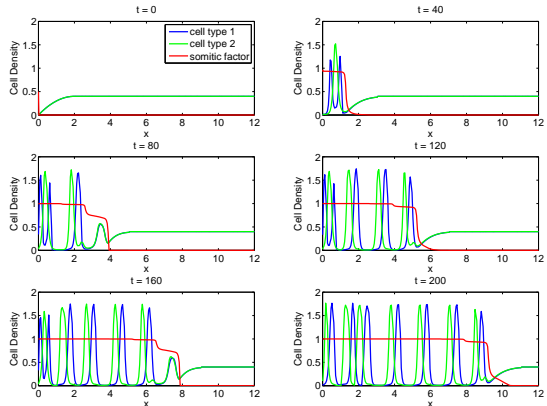 t = 0
2
1.5
1
0.5
0
Cell Density
0 2 4 6 8 10 12
x
cell type 1
cell type 2
somitic factor
t = 40
2
1.5
1
0.5
0
Cell Density
0 2 4 6 8 10 12
x
t = 80
2
1.5
1
0.5
0
Cell Density
0 2 4 6 8 10 12
x
t = 120
2
1.5
1
0.5
0
Cell Density
0 2 4 6 8 10 12
x
t = 160
2
1.5
1
0.5
0
Cell Density
0 2 4 6 8 10 12
x
t = 200
2
1.5
1
0.5
0
Cell Density
0 2 4 6 8 10 12
x